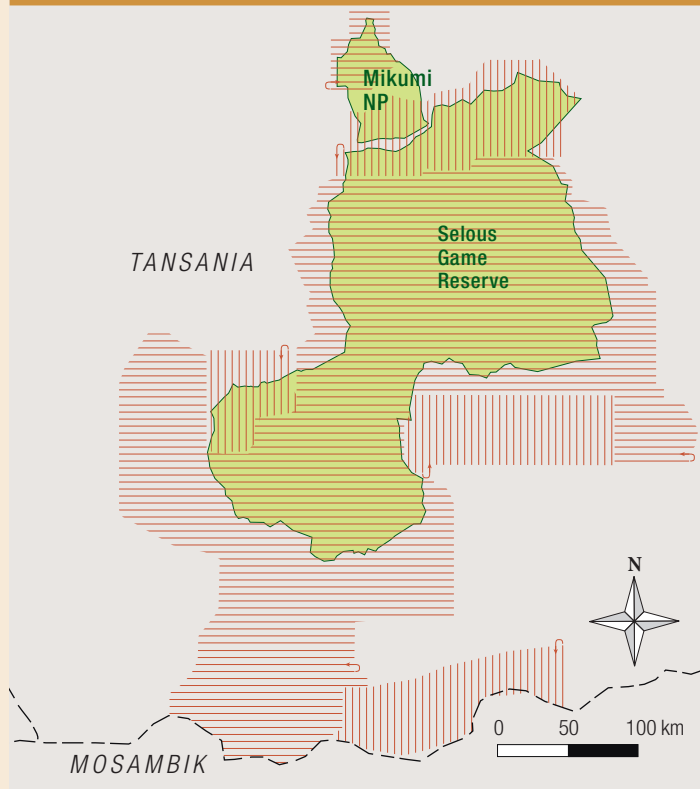 Mikumi
NP
Selous
Game
Reserve
TANSANIA
N
0 50 100 km
MOSAMBIK